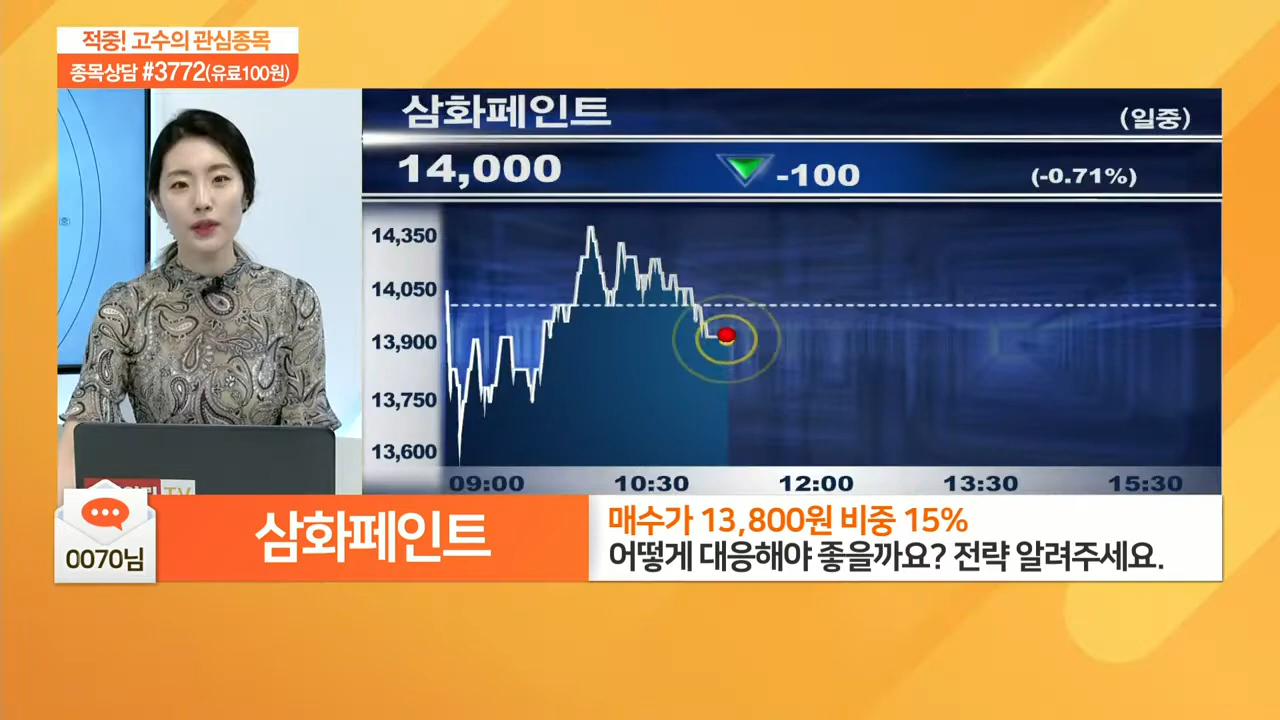 적중! 고수의 관심종목
종목상담 #3772(유료100원)
삼화페인트
(일중)
14,000 -100 (-0.71%)
14,350
14,050
13,900
13,750
13,600
09:00 10:30 12:00 13:30 15:30
TV
0070님
삼화페인트
매수가 13,800원 비중 15%
어떻게 대응해야 좋을까요? 전략 알려주세요.